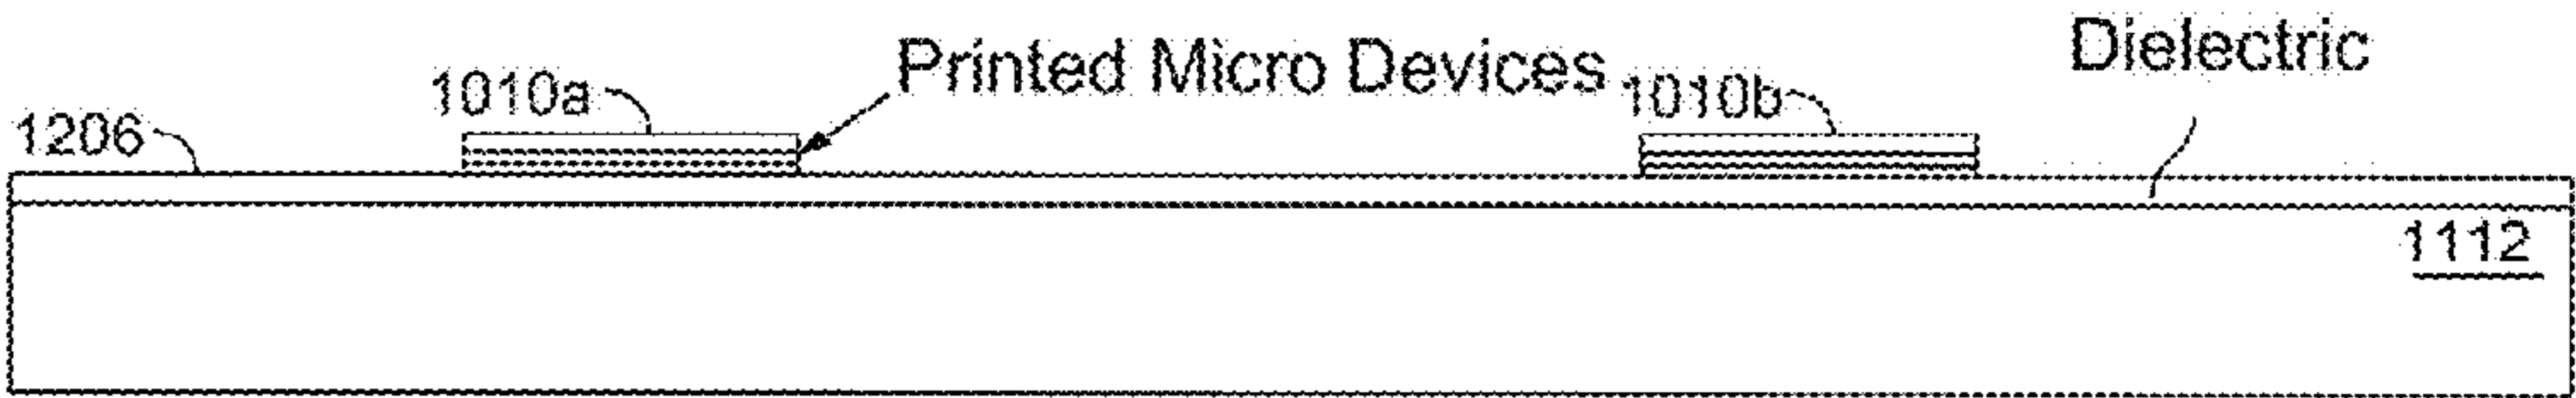 Dielectric
Printed Micro Devices
1010a
1010b
1206
1112